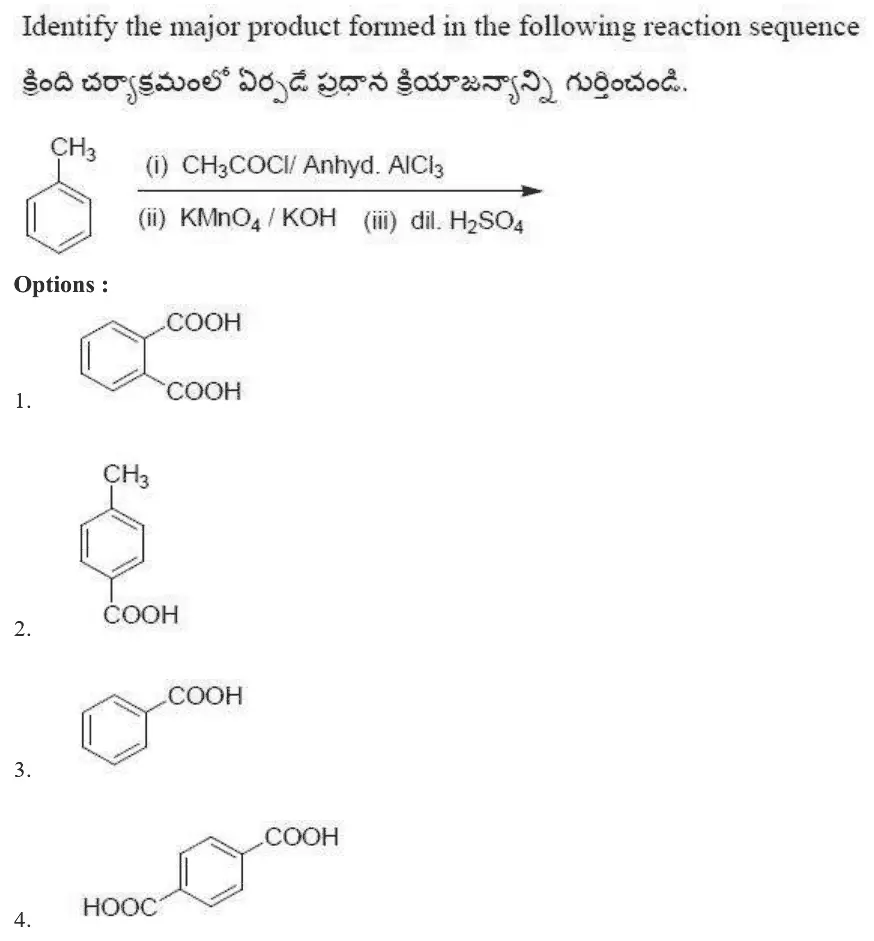 Identify the major product formed in the following reaction sequence
క్రింది చర్యాక్రమంలో ఏర్పడే ప్రధాన క్రియాజన్యాన్ని గుర్తించండి.
CH₃
(i) CH₃COCl/ Anhyd. AlCl₃
(ii) KMnO₄ / KOH (iii) dil. H₂SO₄
Options :
COOH
COOH
1.
CH₃
COOH
2.
COOH
3.
COOH
HOOC
4.